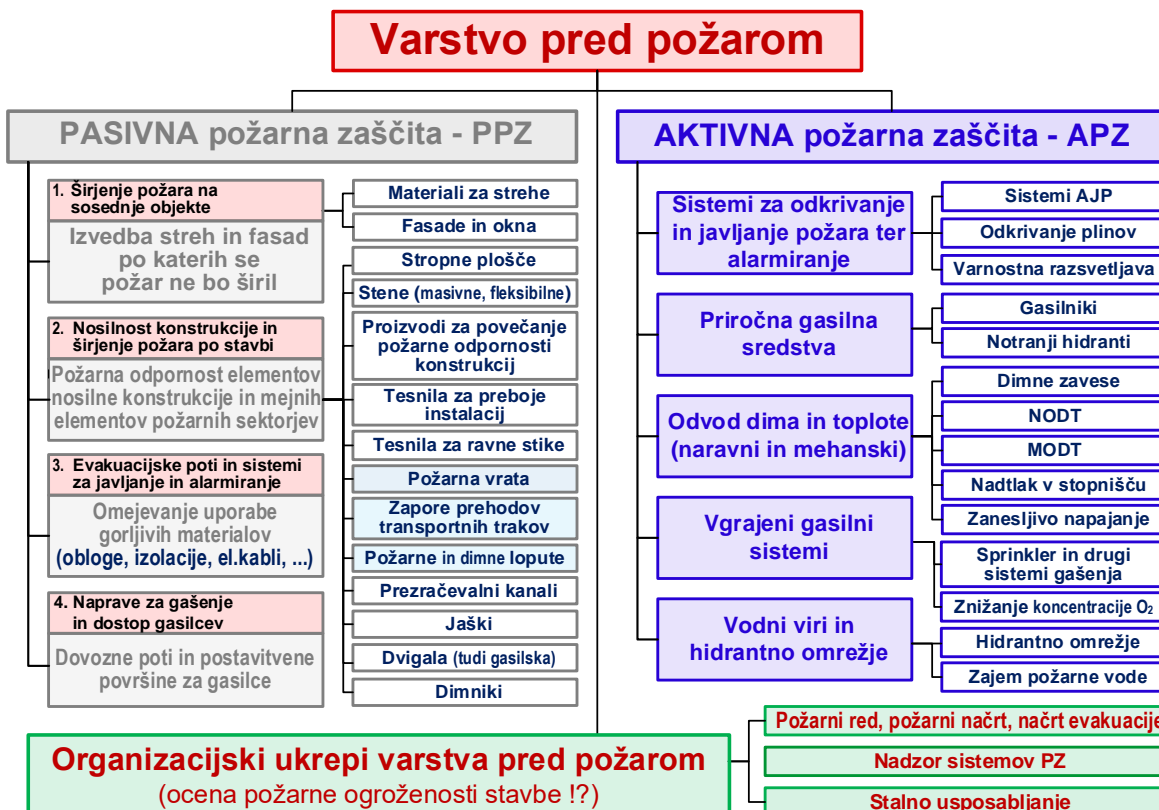 Varstvo pred požarom
PASIVNA požarna zaščita - PPZ
1. Širjenje požara na
sosednje objekte
Izvedba streh in fasad
po katerih se
požar ne bo širil
2. Nosilnost konstrukcije in
širjenje požara po stavbi
Požarna odpornost elementov
nosilne konstrukcije in mejnih
elementov požarnih sektorjev
3. Evakuacijske poti in sistemi
za javljanje in alarmiranje
Omejevanje uporabe
gorljivih materialov
(obloge, izolacije, el.kabli, ...)
4. Naprave za gašenje
in dostop gasilcev
Dovozne poti in postavitvene
površine za gasilce
Materiali za strehe
Fasade in okna
Stropne plošče
Stene (masivne, fleksibilne)
Proizvodi za povečanje
požarne odpornosti
konstrukcij
Tesnila za preboje
instalacij
Tesnila za ravne stike
Požarna vrata
Zapore prehodov
transportnih trakov
Požarne in dimne lopute
Prezračevalni kanali
Jaški
Dvigala (tudi gasilska)
Dimniki
AKTIVNA požarna zaščita - APZ
Sistemi za odkrivanje
in javljanje požara ter
alarmiranje
Sistemi AJP
Odkrivanje plinov
Varnostna razsvetljava
Priročna gasilna
sredstva
Gasilniki
Notranji hidranti
Odvod dima in toplote
(naravni in mehanski)
Dimne zavese
NODT
MODT
Nadtlak v stopnišču
Zanesljivo napajanje
Vgrajeni gasilni
sistemi
Sprinkler in drugi
sistemi gašenja
Znižanje koncentracije O₂
Vodni viri in
hidrantno omrežje
Hidrantno omrežje
Zajem požarne vode
Organizacijski ukrepi varstva pred požarom
(ocena požarne ogroženosti stavbe !?)
Požarni red, požarni načrt, načrt evakuacije
Nadzor sistemov PZ
Stalno usposabljanje